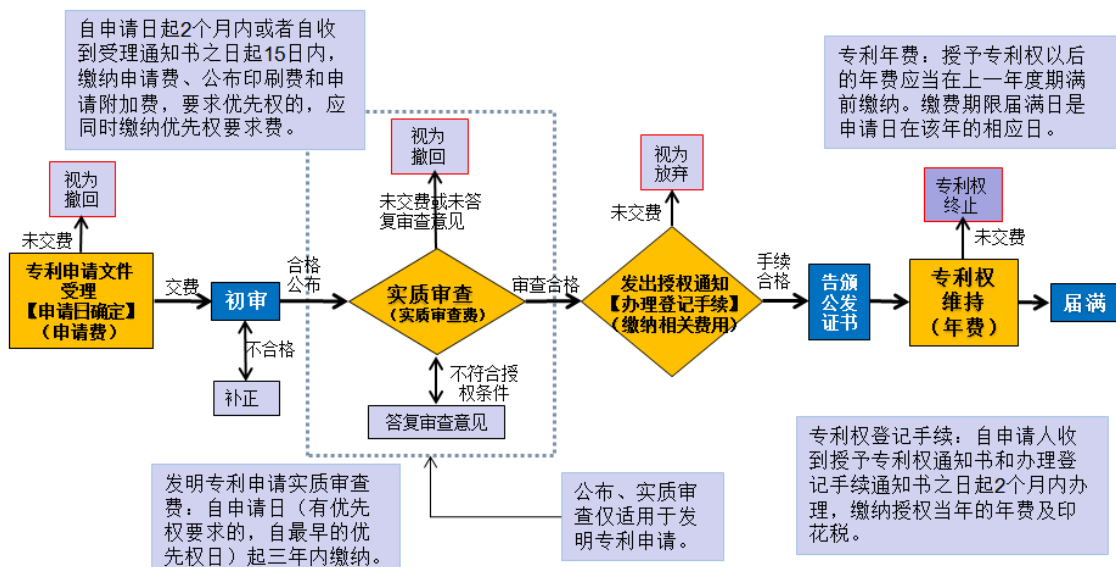 自申请日起2个月内或者自收
到受理通知书之日起15日内，
缴纳申请费、公布印刷费和申
请附加费，要求优先权的，应
同时缴纳优先权要求费。
专利年费：授予专利权以后
的年费应当在上一年度期满
前缴纳。缴费期限届满日是
申请日在该年的相应日。
视为
撤回
未交费
专利申请文件
受理
【申请日确定】
（申请费）
交费
初审
不合格
补正
合格
公布
视为
撤回
未交费或未答
复审查意见
实质审查
（实质审查费）
不符合授
权条件
答复审查意见
审查合格
视为
放弃
未交费
发出授权通知
【办理登记手续】
（缴纳相关费用）
手续
合格
告颁
公发
证书
专利权
终止
未交费
专利权
维持
（年费）
届满
发明专利申请实质审查
费：自申请日（有优先
权要求的，自最早的优
先权日）起三年内缴纳。
公布、实质审
查仅适用于发
明专利申请。
专利权登记手续：自申请人收
到授予专利权通知书和办理登
记手续通知书之日起2个月内办
理，缴纳授权当年的年费及印
花税。